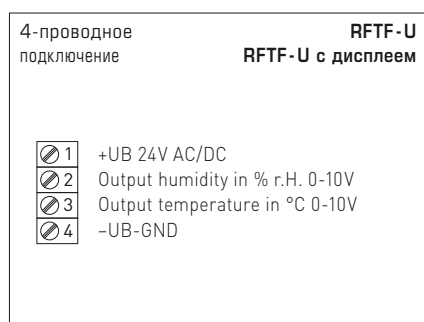 4-проводное
подключение
RFTF-U
RFTF-U с дисплеем
1 +UB 24V AC/DC
2 Output humidity in % r.H. 0-10V
3 Output temperature in °C 0-10V
4 –UB-GND